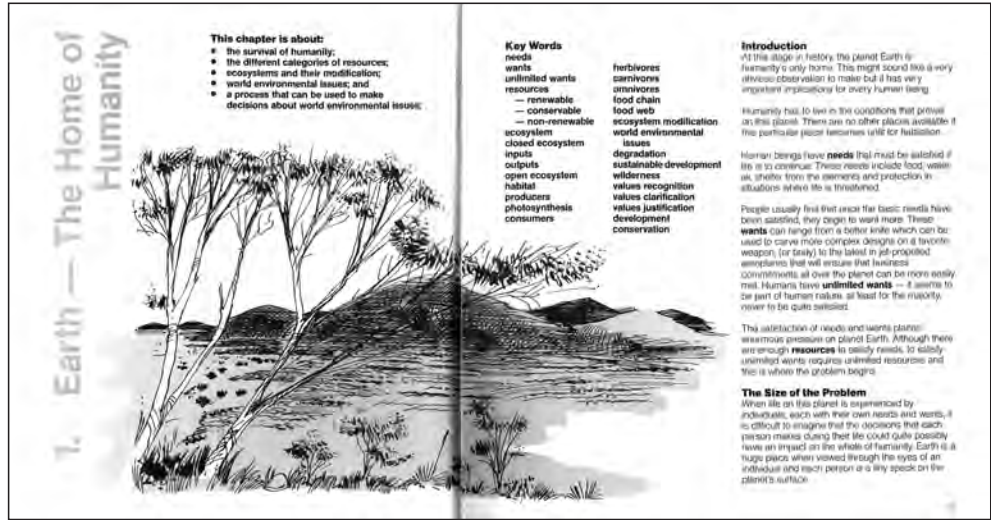 1. Earth — The Home of
Humanity
This chapter is about:
• the survival of humanity;
• the different categories of resources;
• ecosystems and their modification;
• world environmental issues; and
• a process that can be used to make
decisions about world environmental issues;
Key Words
needs
wants
unlimited wants
resources
— renewable
— conservable
— non-renewable
ecosystem
closed ecosystem
inputs
outputs
open ecosystem
habitat
producers
photosynthesis
consumers
herbivores
carnivores
omnivores
food chain
food web
ecosystem modification
world environmental
issues
degradation
sustainable development
wilderness
values recognition
values clarification
values justification
development
conservation
Introduction
At this stage in history, the planet Earth is
humanity's only home. This might sound like a very
obvious observation to make but it has very
important implications for every human being.
Humanity has to live in the conditions that prevail
on this planet. There are no other places available if
this particular place becomes unfit for habitation.
Human beings have needs that must be satisfied if
life is to continue. These needs include food, water,
air, shelter from the elements and protection in
situations where life is threatened.
People usually find that once the basic needs have
been satisfied, they begin to want more. These
wants can range from a better knife which can be
used to carve more complex designs on a favorite
weapon, (or body) to the latest in jet-propelled
aeroplanes that will ensure that business
commitments all over the planet can be more easily
met. Humans have unlimited wants — it seems to
be part of human nature, at least for the majority,
never to be quite satisfied.
The satisfaction of needs and wants places
enormous pressure on planet Earth. Although there
are enough resources to satisfy needs, to satisfy
unlimited wants requires unlimited resources and
this is where the problem begins.
The Size of the Problem
When life on this planet is experienced by
individuals, each with their own needs and wants, it
is difficult to imagine that the decisions that each
person makes during their life could quite possibly
have an impact on the whole of humanity. Earth is a
huge place when viewed through the eyes of an
individual and each person is a tiny speck on the
planet's surface.